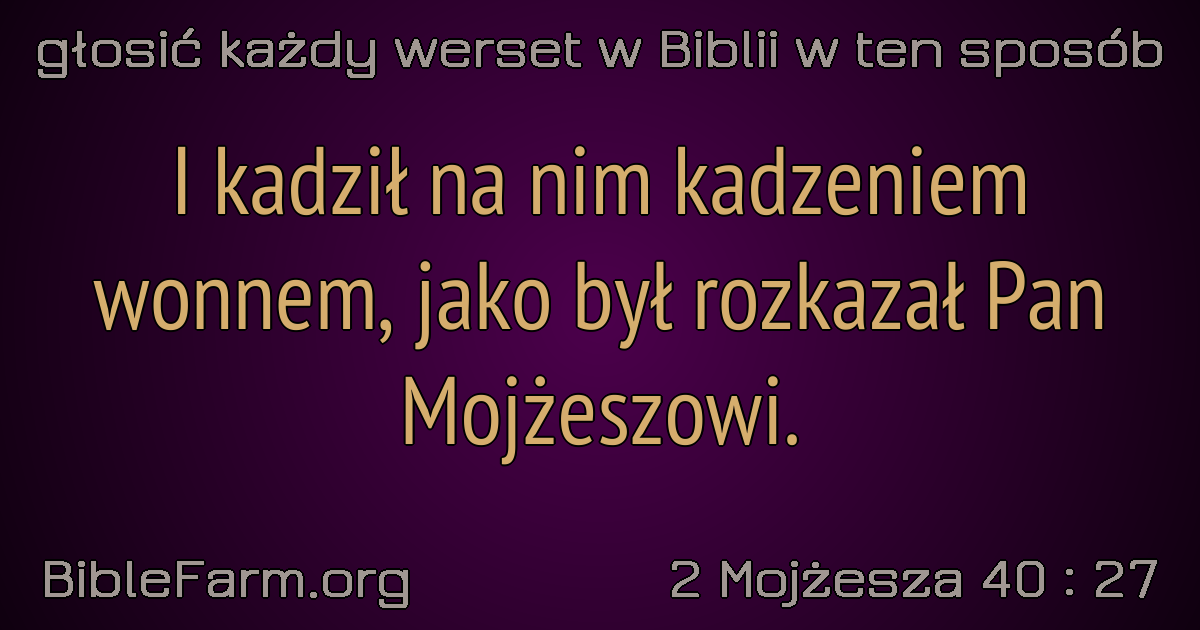 głosić każdy werset w Biblii w ten sposób
I kadził na nim kadzeniem
wonnem, jako był rozkazał Pan
Mojżeszowi.
BibleFarm.org
2 Mojżesza 40 : 27